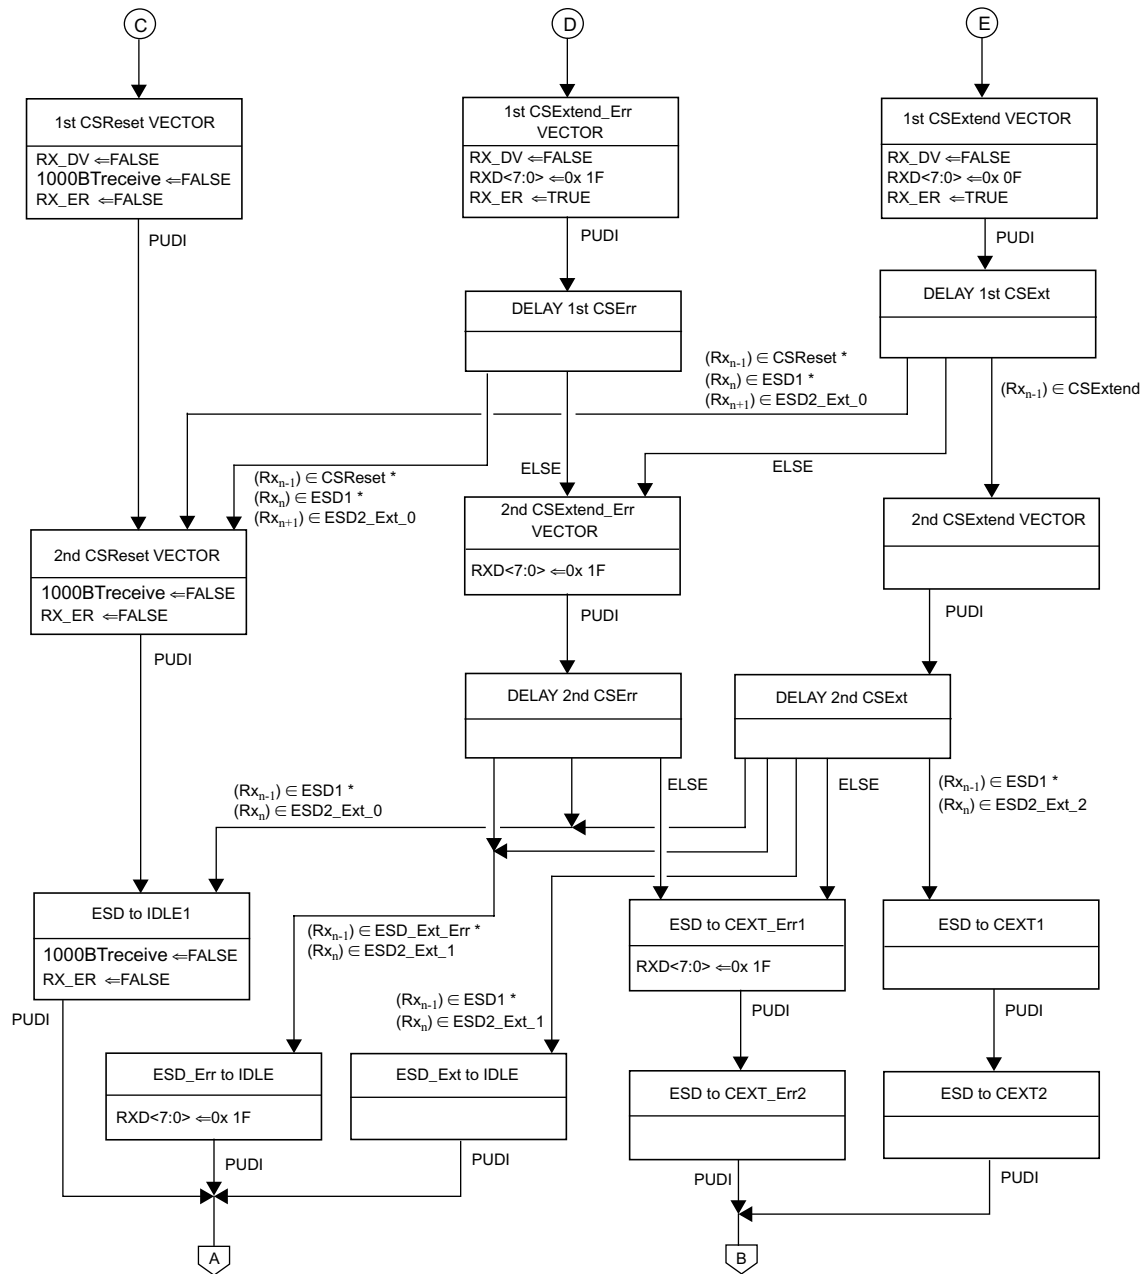 C
D
E
1st CSReset VECTOR
RX_DV ⇐FALSE
1000BTreceive ⇐FALSE
RX_ER ⇐FALSE
PUDI
1st CSExtend_Err
VECTOR
RX_DV ⇐FALSE
RXD<7:0> ⇐0x 1F
RX_ER ⇐TRUE
PUDI
1st CSExtend VECTOR
RX_DV ⇐FALSE
RXD<7:0> ⇐0x 0F
RX_ER ⇐TRUE
PUDI
DELAY 1st CSErr
DELAY 1st CSExt
(Rxn-1) ∈ CSReset *
(Rxn) ∈ ESD1 *
(Rxn+1) ∈ ESD2_Ext_0
(Rxn-1) ∈ CSExtend
(Rxn-1) ∈ CSReset *
(Rxn) ∈ ESD1 *
(Rxn+1) ∈ ESD2_Ext_0
ELSE
ELSE
2nd CSReset VECTOR
1000BTreceive ⇐FALSE
RX_ER ⇐FALSE
PUDI
2nd CSExtend_Err
VECTOR
RXD<7:0> ⇐0x 1F
PUDI
2nd CSExtend VECTOR
PUDI
DELAY 2nd CSErr
DELAY 2nd CSExt
(Rxn-1) ∈ ESD1 *
(Rxn) ∈ ESD2_Ext_0
ELSE
ELSE
(Rxn-1) ∈ ESD1 *
(Rxn) ∈ ESD2_Ext_2
ESD to IDLE1
1000BTreceive ⇐FALSE
RX_ER ⇐FALSE
PUDI
(Rxn-1) ∈ ESD_Ext_Err *
(Rxn) ∈ ESD2_Ext_1
(Rxn-1) ∈ ESD1 *
(Rxn) ∈ ESD2_Ext_1
ESD to CEXT_Err1
RXD<7:0> ⇐0x 1F
PUDI
ESD to CEXT1
PUDI
ESD_Err to IDLE
RXD<7:0> ⇐0x 1F
PUDI
ESD_Ext to IDLE
PUDI
ESD to CEXT_Err2
PUDI
ESD to CEXT2
PUDI
A
B